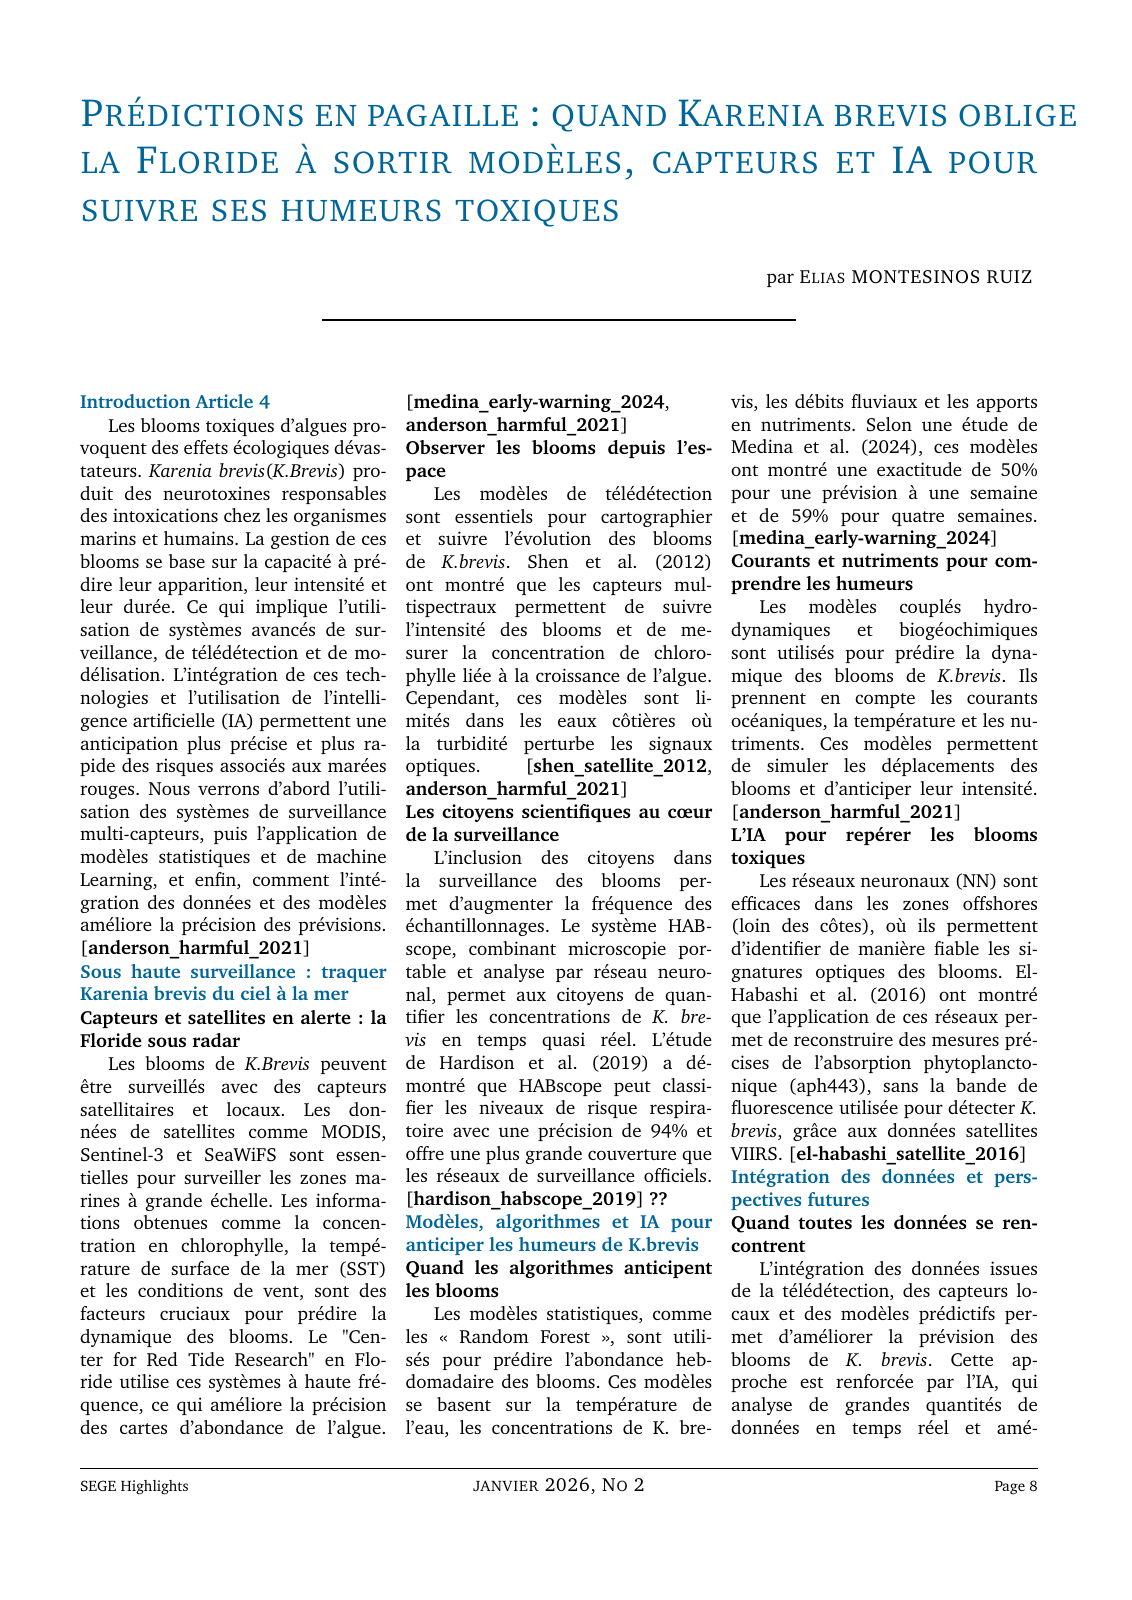 PRÉDICTIONS EN PAGAILLE : QUAND KARENIA BREVIS OBLIGE
LA FLORIDE À SORTIR MODÈLES, CAPTEURS ET IA POUR
SUIVRE SES HUMEURS TOXIQUES
par ELIAS MONTESINOS RUIZ
Introduction Article 4
Les blooms toxiques d'algues pro-
voquent des effets écologiques dévas-
tateurs. Karenia brevis(K.Brevis) pro-
duit des neurotoxines responsables
des intoxications chez les organismes
marins et humains. La gestion de ces
blooms se base sur la capacité à pré-
dire leur apparition, leur intensité et
leur durée. Ce qui implique l'utili-
sation de systèmes avancés de sur-
veillance, de télédétection et de mo-
délisation. L'intégration de ces tech-
nologies et l'utilisation de l'intelli-
gence artificielle (IA) permettent une
anticipation plus précise et plus ra-
pide des risques associés aux marées
rouges. Nous verrons d'abord l'utili-
sation des systèmes de surveillance
multi-capteurs, puis l'application de
modèles statistiques et de machine
Learning, et enfin, comment l'inté-
gration des données et des modèles
améliore la précision des prévisions.
[anderson_harmful_2021]
Sous haute surveillance : traquer
Karenia brevis du ciel à la mer
Capteurs et satellites en alerte : la
Floride sous radar
Les blooms de K.Brevis peuvent
être surveillés avec des capteurs
satellitaires et locaux. Les don-
nées de satellites comme MODIS,
Sentinel-3 et SeaWiFS sont essen-
tielles pour surveiller les zones ma-
rines à grande échelle. Les informa-
tions obtenues comme la concen-
tration en chlorophylle, la tempé-
rature de surface de la mer (SST)
et les conditions de vent, sont des
facteurs cruciaux pour prédire la
dynamique des blooms. Le "Cen-
ter for Red Tide Research" en Flo-
ride utilise ces systèmes à haute fré-
quence, ce qui améliore la précision
des cartes d'abondance de l'algue.
[medina_early-warning_2024,
anderson_harmful_2021]
Observer les blooms depuis l'es-
pace
Les modèles de télédétection
sont essentiels pour cartographier
et suivre l'évolution des blooms
de K.brevis. Shen et al. (2012)
ont montré que les capteurs mul-
tispectraux permettent de suivre
l'intensité des blooms et de me-
surer la concentration de chloro-
phylle liée à la croissance de l'algue.
Cependant, ces modèles sont li-
mités dans les eaux côtières où
la turbidité perturbe les signaux
optiques. [shen_satellite_2012,
anderson_harmful_2021]
Les citoyens scientifiques au cœur
de la surveillance
L'inclusion des citoyens dans
la surveillance des blooms per-
met d'augmenter la fréquence des
échantillonnages. Le système HAB-
scope, combinant microscopie por-
table et analyse par réseau neuro-
nal, permet aux citoyens de quan-
tifier les concentrations de K. bre-
vis en temps quasi réel. L'étude
de Hardison et al. (2019) a dé-
montré que HABscope peut classi-
fier les niveaux de risque respira-
toire avec une précision de 94% et
offre une plus grande couverture que
les réseaux de surveillance officiels.
[hardison_habscope_2019] ??
Modèles, algorithmes et IA pour
anticiper les humeurs de K.brevis
Quand les algorithmes anticipent
les blooms
Les modèles statistiques, comme
les « Random Forest », sont utili-
sés pour prédire l'abondance heb-
domadaire des blooms. Ces modèles
se basent sur la température de
l'eau, les concentrations de K. bre-
vis, les débits fluviaux et les apports
en nutriments. Selon une étude de
Medina et al. (2024), ces modèles
ont montré une exactitude de 50%
pour une prévision à une semaine
et de 59% pour quatre semaines.
[medina_early-warning_2024]
Courants et nutriments pour com-
prendre les humeurs
Les modèles couplés hydro-
dynamiques et biogéochimiques
sont utilisés pour prédire la dyna-
mique des blooms de K.brevis. Ils
prennent en compte les courants
océaniques, la température et les nu-
triments. Ces modèles permettent
de simuler les déplacements des
blooms et d'anticiper leur intensité.
[anderson_harmful_2021]
L'IA pour repérer les blooms
toxiques
Les réseaux neuronaux (NN) sont
efficaces dans les zones offshores
(loin des côtes), où ils permettent
d'identifier de manière fiable les si-
gnatures optiques des blooms. El-
Habashi et al. (2016) ont montré
que l'application de ces réseaux per-
met de reconstruire des mesures pré-
cises de l'absorption phytoplancto-
nique (aph443), sans la bande de
fluorescence utilisée pour détecter K.
brevis, grâce aux données satellites
VIIRS. [el-habashi_satellite_2016]
Intégration des données et pers-
pectives futures
Quand toutes les données se ren-
contrent
L'intégration des données issues
de la télédétection, des capteurs lo-
caux et des modèles prédictifs per-
met d'améliorer la prévision des
blooms de K. brevis. Cette ap-
proche est renforcée par l'IA, qui
analyse de grandes quantités de
données en temps réel et amé-
SEGE Highlights
JANVIER 2026, NO 2
Page 8